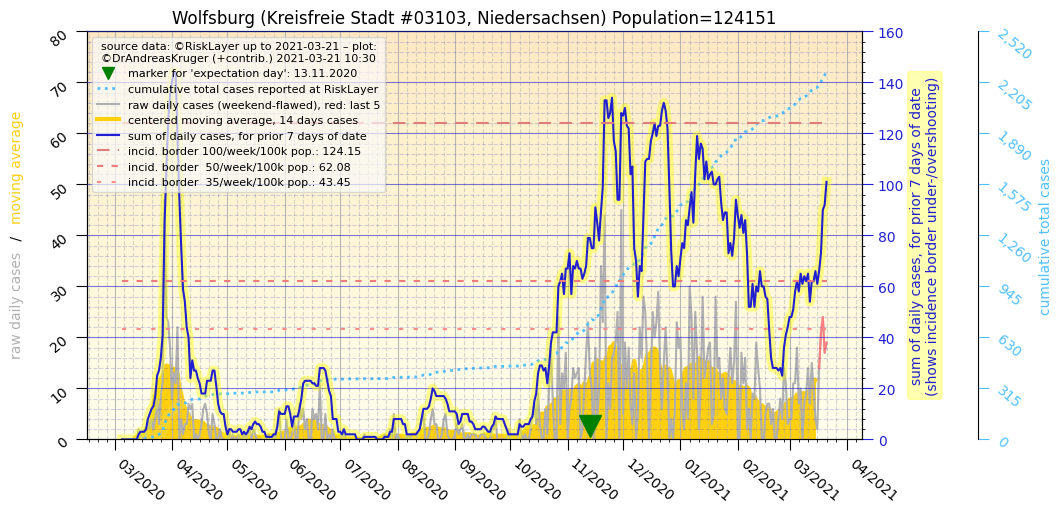 Wolfsburg (Kreisfreie Stadt #03103, Niedersachsen) Population=124151
source data: ©RiskLayer up to 2021-03-21 – plot:
©DrAndreasKruger (+contrib.) 2021-03-21 10:30
marker for 'expectation day': 13.11.2020
cumulative total cases reported at RiskLayer
raw daily cases (weekend-flawed), red: last 5
centered moving average, 14 days cases
sum of daily cases, for prior 7 days of date
incid. border 100/week/100k pop.: 124.15
incid. border  50/week/100k pop.: 62.08
incid. border  35/week/100k pop.: 43.45
raw daily cases / moving average
80
70
60
50
40
30
20
10
0
160
140
120
100
80
60
40
20
0
sum of daily cases, for prior 7 days of date
(shows incidence border under-/overshooting)
2,520
2,205
1,890
1,575
1,260
945
630
315
0
cumulative total cases
03/2020
04/2020
05/2020
06/2020
07/2020
08/2020
09/2020
10/2020
11/2020
12/2020
01/2021
02/2021
03/2021
04/2021